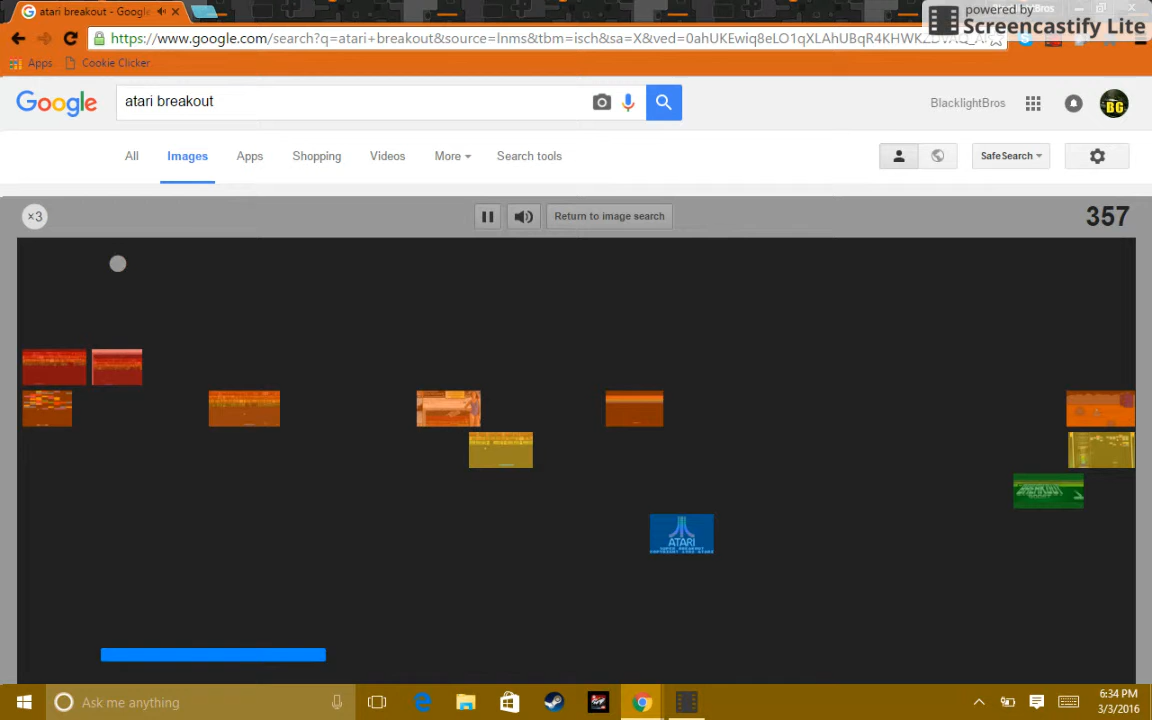 atari breakout - Google
powered by
Screencastify Lite
https://www.google.com/search?q=atari+breakout&source=lnms&tbm=isch&sa=X&ved=0ahUKEwiq8eLO1qXLAhUBqR4KHWK
Apps
Cookie Clicker
Google
atari breakout
BlacklightBros
BG
All
Images
Apps
Shopping
Videos
More
Search tools
SafeSearch
×3
Return to image search
357
ATARI
Ask me anything
6:34 PM
3/3/2016